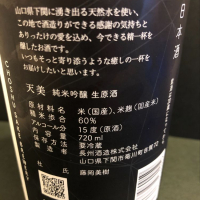 日本酒
山口県下関に湧き出る天然水を使い、
この地で酒造りができる感謝の気持ちと
ありったけの愛を込め、今できる精一杯
を醸しました。
いつもそっと寄り添うような癒しの一杯を
お届けしたいと思います。
天美 純米吟醸 生原酒
原材料 米(国産)、米麹(国産米)
精米歩合 60%
アルコール分 15度(原酒)
内容量 720ml
要冷蔵
製造者 長州酒造株式会社
山口県下関市菊川町
杜氏 藤岡美樹